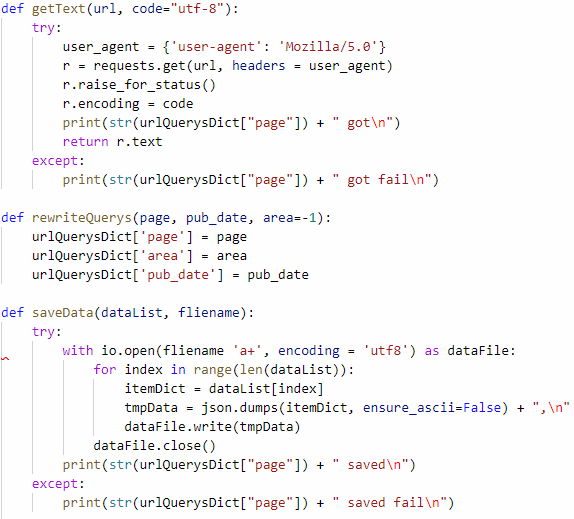 def getText(url, code="utf-8"):
    try:
        user_agent = {'user-agent': 'Mozilla/5.0'}
        r = requests.get(url, headers = user_agent)
        r.raise_for_status()
        r.encoding = code
        print(str(urlQuerysDict["page"]) + " got\n")
        return r.text
    except:
        print(str(urlQuerysDict["page"]) + " got fail\n")

def rewriteQuerys(page, pub_date, area=-1):
    urlQuerysDict['page'] = page
    urlQuerysDict['area'] = area
    urlQuerysDict['pub_date'] = pub_date

def saveData(dataList, fliename):
    try:
        with io.open(fliename 'a+', encoding = 'utf8') as dataFile:
            for index in range(len(dataList)):
                itemDict = dataList[index]
                tmpData = json.dumps(itemDict, ensure_ascii=False) + ",\n"
                dataFile.write(tmpData)
            dataFile.close()
        print(str(urlQuerysDict["page"]) + " saved\n")
    except:
        print(str(urlQuerysDict["page"]) + " saved fail\n")